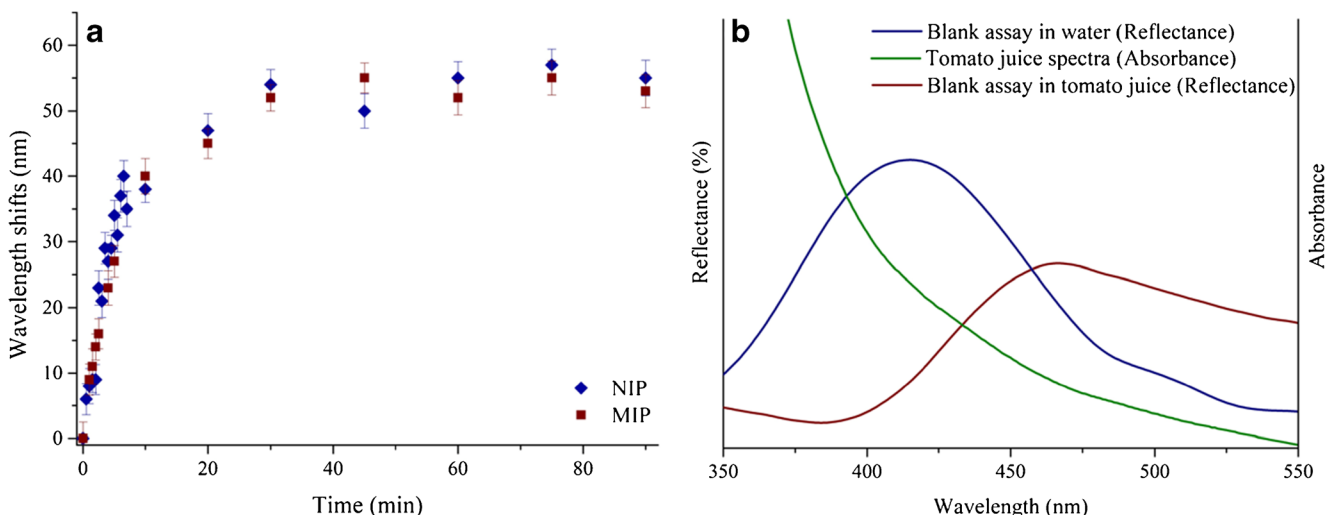 a
60
50
40
30
20
10
0
Wavelength shifts (nm)
NIP
MIP
0 20 40 60 80
Time (min)
b
Blank assay in water (Reflectance)
Tomato juice spectra (Absorbance)
Blank assay in tomato juice (Reflectance)
Reflectance (%)
Absorbance
350 400 450 500 550
Wavelength (nm)